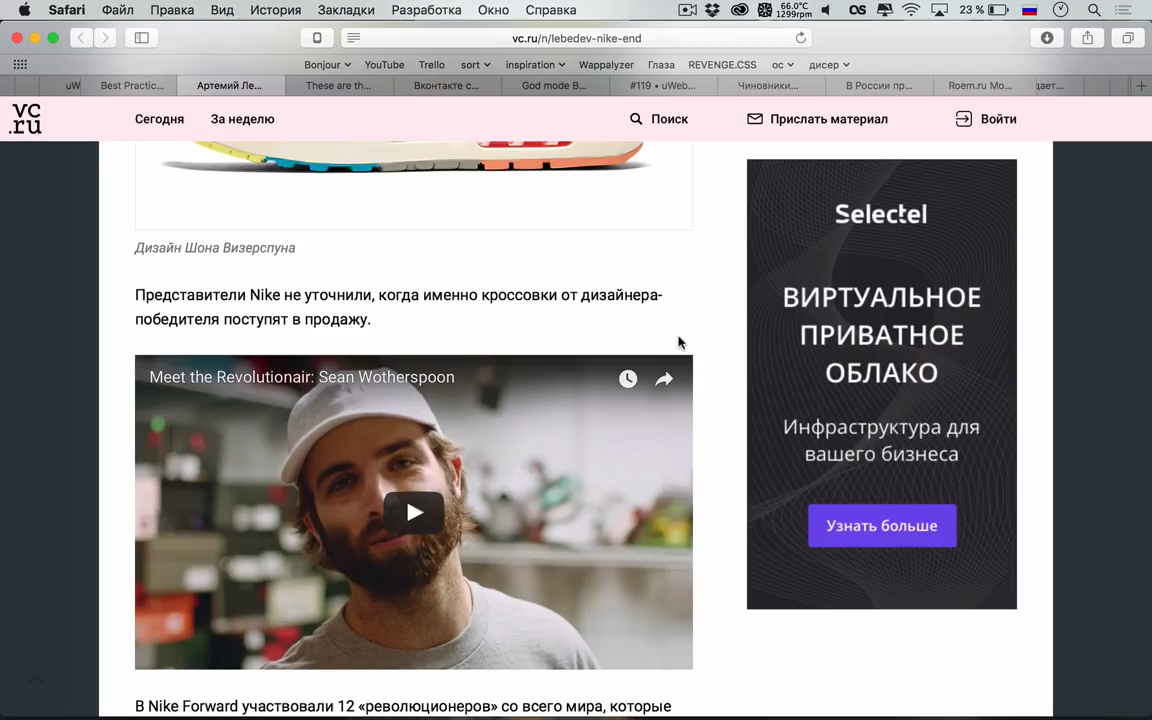 Safari Файл Правка Вид История Закладки Разработка Окно Справка 66.0°C 1299rpm 23 %
vc.ru/n/lebedev-nike-end
Bonjour YouTube Trello sort inspiration Wappalyzer Глаза REVENGE.CSS ос дисер
uW Best Practic... Артемий Ле... These are th... Вконтакте с... God mode B... #119 • uWeb... Чиновники... В России пр... Roem.ru Mo... дает...
vc.ru
Сегодня За неделю Поиск Прислать материал Войти
Дизайн Шона Визерспуна
Представители Nike не уточнили, когда именно кроссовки от дизайнера-
победителя поступят в продажу.
Meet the Revolutionair: Sean Wotherspoon
В Nike Forward участвовали 12 «революционеров» со всего мира, которые
Selectel
ВИРТУАЛЬНОЕ
ПРИВАТНОЕ
ОБЛАКО
Инфраструктура для
вашего бизнеса
Узнать больше